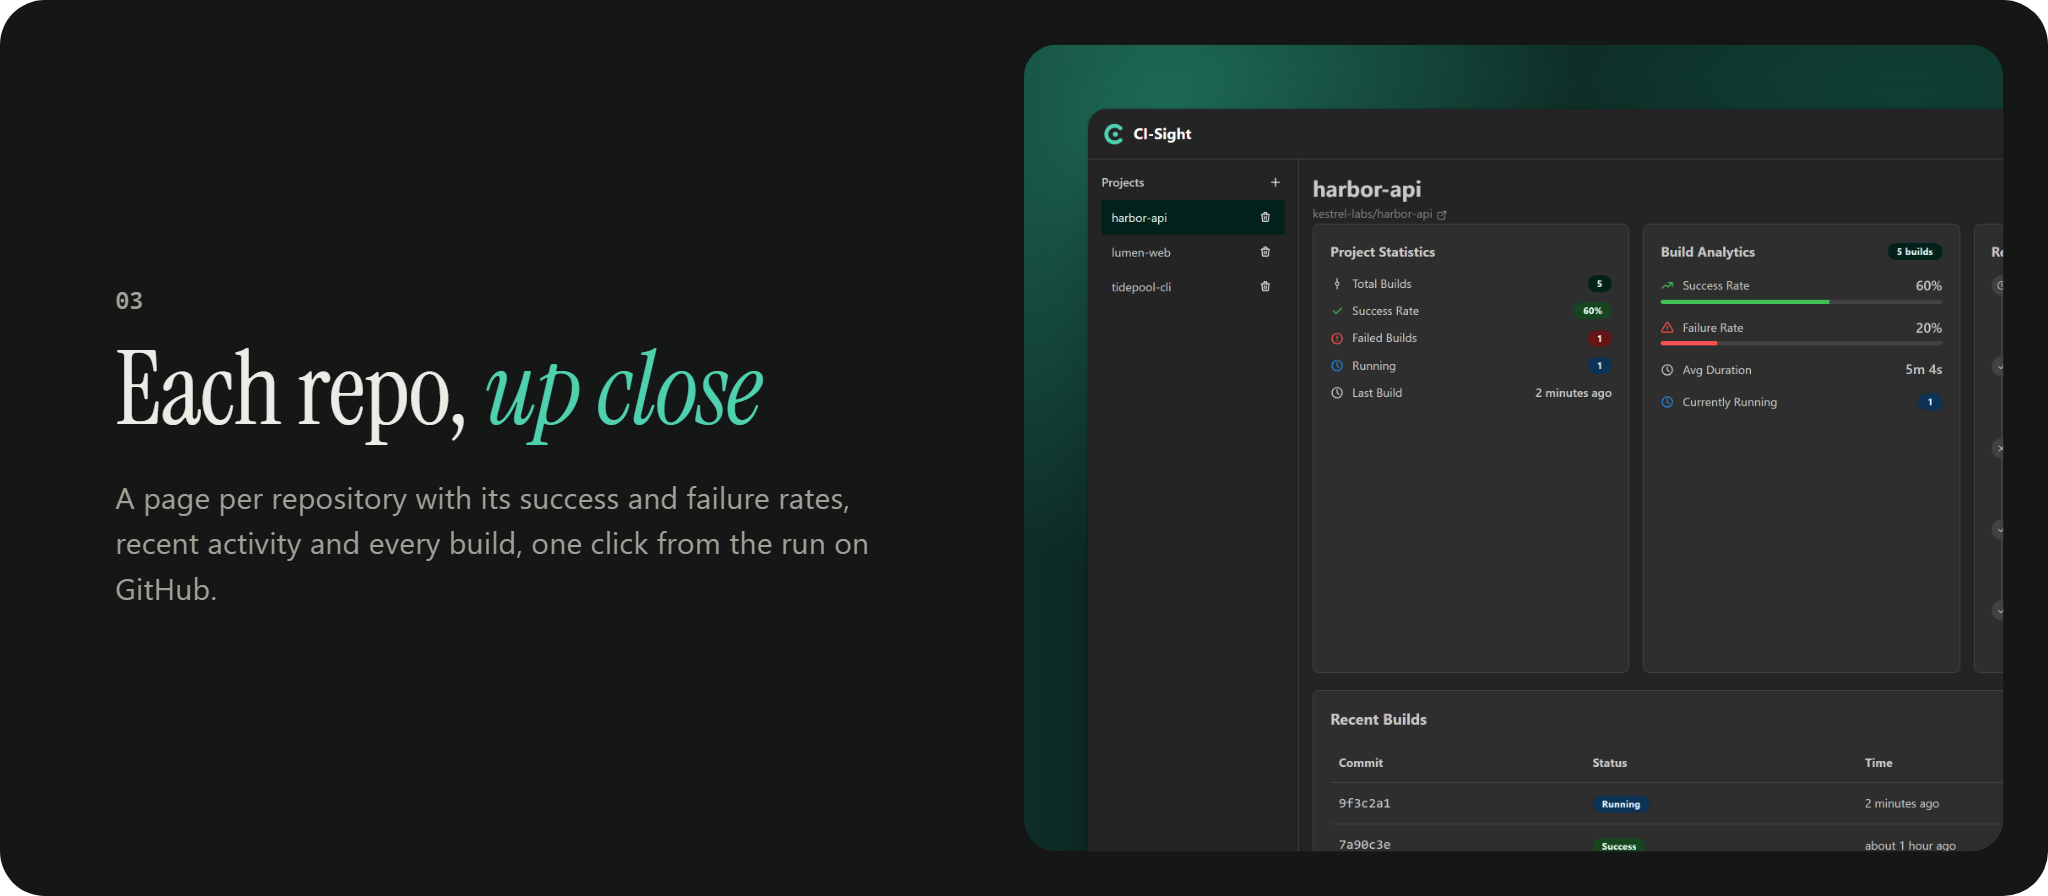 03
Each repo, up close
A page per repository with its success and failure rates,
recent activity and every build, one click from the run on
GitHub.
CI-Sight
Projects
harbor-api
lumen-web
tidepool-cli
harbor-api
kestrel-labs/harbor-api
Project Statistics
Total Builds 5
Success Rate 60%
Failed Builds 1
Running 1
Last Build 2 minutes ago
Build Analytics 5 builds
Success Rate 60%
Failure Rate 20%
Avg Duration 5m 4s
Currently Running 1
Recent Builds
Commit Status Time
9f3c2a1 Running 2 minutes ago
7a90c3e Success about 1 hour ago